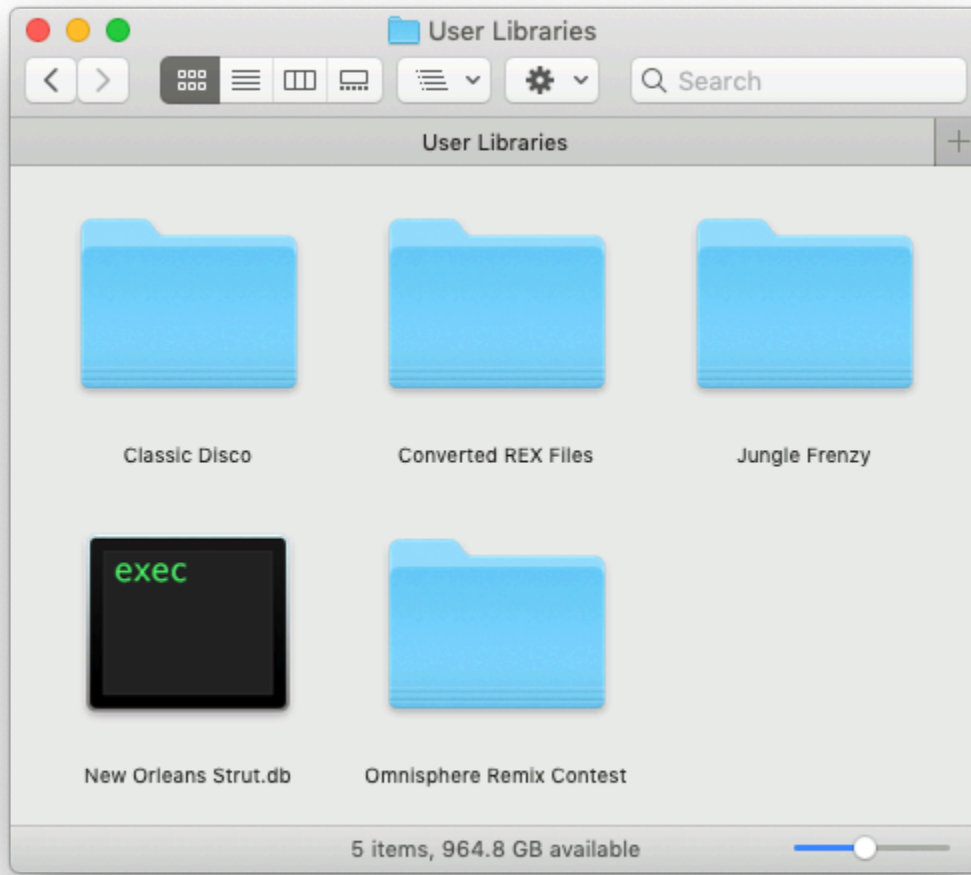 User Libraries
Search
User Libraries
Classic Disco
Converted REX Files
Jungle Frenzy
exec
New Orleans Strut.db
Omnisphere Remix Contest
5 items, 964.8 GB available